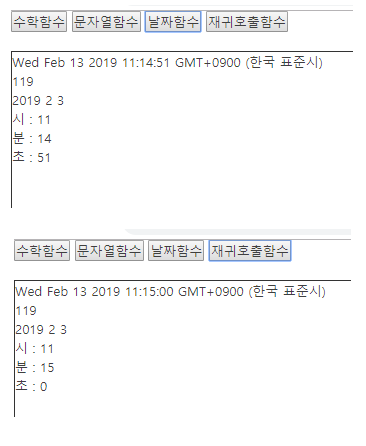 수학함수 문자열함수 날짜함수 재귀호출함수
Wed Feb 13 2019 11:14:51 GMT+0900 (한국 표준시)
119
2019 2 3
시 : 11
분 : 14
초 : 51
수학함수 문자열함수 날짜함수 재귀호출함수
Wed Feb 13 2019 11:15:00 GMT+0900 (한국 표준시)
119
2019 2 3
시 : 11
분 : 15
초 : 0